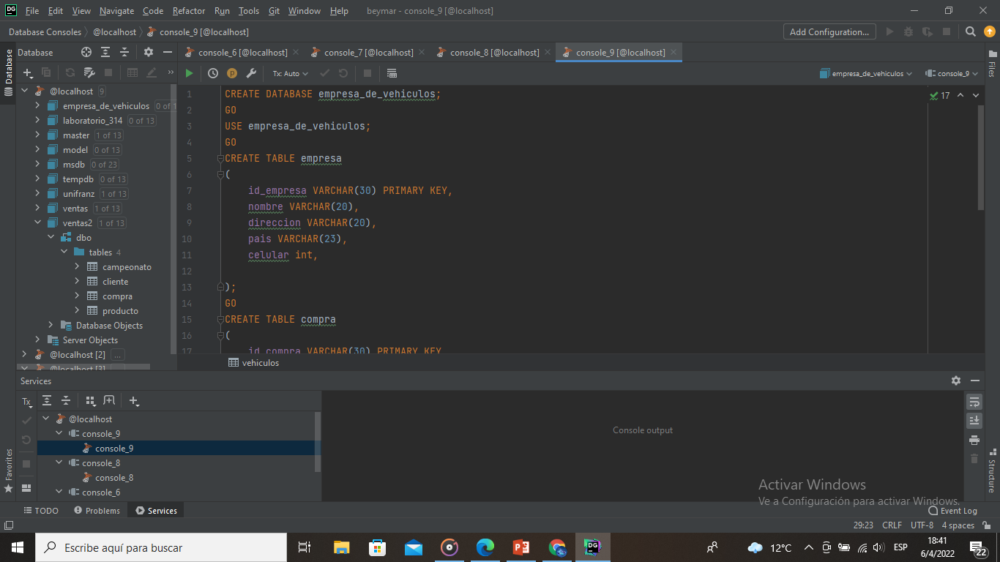 DG File Edit View Navigate Code Refactor Run Tools Git Window Help beymar - console_9 [@localhost]
Database Consoles @localhost console_9 [@localhost] Add Configuration...
Database console_6 [@localhost] console_7 [@localhost] console_8 [@localhost] console_9 [@localhost]
Database
Files
Tx: Auto empresa_de_vehiculos console_9
@localhost 9
empresa_de_vehiculos 0 of 1
laboratorio_314 0 of 13
master 1 of 13
model 0 of 13
msdb 0 of 23
tempdb 0 of 13
unifranz 1 of 13
ventas 1 of 13
ventas2 1 of 13
dbo
tables 4
campeonato
cliente
compra
producto
Database Objects
Server Objects
@localhost [2] ...
@localhost [3]
17
1 CREATE DATABASE empresa_de_vehiculos;
2 GO
3 USE empresa_de_vehiculos;
4 GO
5 CREATE TABLE empresa
6 (
7 id_empresa VARCHAR(30) PRIMARY KEY,
8 nombre VARCHAR(20),
9 direccion VARCHAR(20),
10 pais VARCHAR(23),
11 celular int,
12
13 );
14 GO
15 CREATE TABLE compra
16 (
17 id_compra VARCHAR(30) PRIMARY KEY
vehiculos
Services
Tx
@localhost
console_9
console_9
console_8
console_8
console_6
Console output
Favorites
Structure
Activar Windows
Ve a Configuración para activar Windows.
TODO Problems Services Event Log
29:23 CRLF UTF-8 4 spaces
Escribe aquí para buscar DG 12°C ESP 18:41
6/4/2022 22